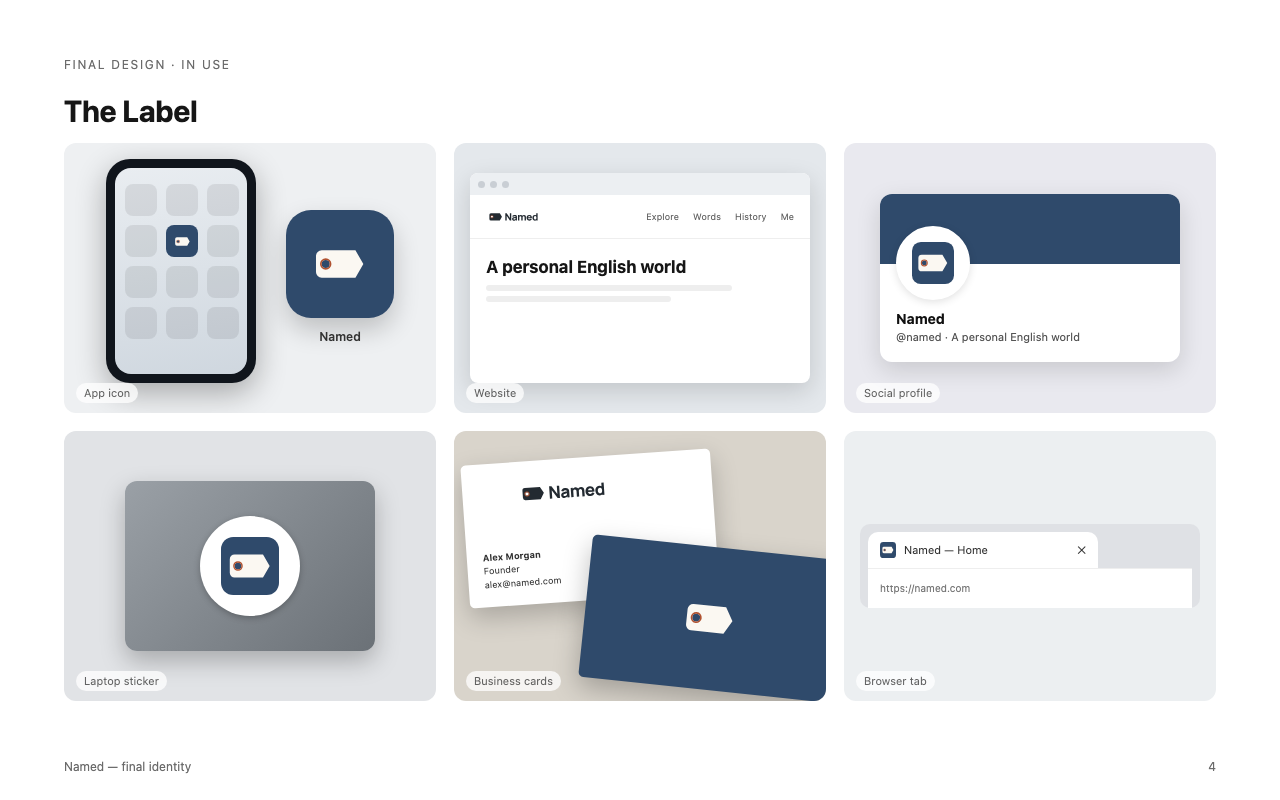 FINAL DESIGN · IN USE
The Label
Named
App icon
Named
Explore
Words
History
Me
A personal English world
Website
Named
@named · A personal English world
Social profile
Laptop sticker
Named
Alex Morgan
Founder
alex@named.com
Business cards
Named — Home
https://named.com
Browser tab
Named — final identity
4